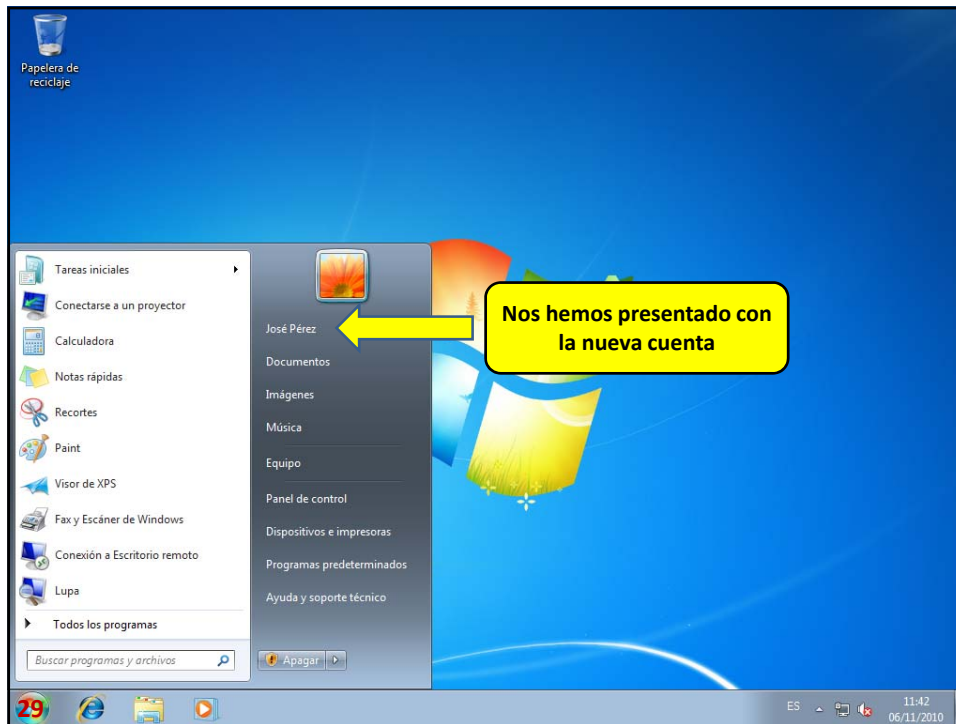 Papelera de
reciclaje
Tareas iniciales
Conectarse a un proyector
Calculadora
Notas rápidas
Recortes
Paint
Visor de XPS
Fax y Escáner de Windows
Conexión a Escritorio remoto
Lupa
Todos los programas
Buscar programas y archivos
José Pérez
Documentos
Imágenes
Música
Equipo
Panel de control
Dispositivos e impresoras
Programas predeterminados
Ayuda y soporte técnico
Apagar
Nos hemos presentado con
la nueva cuenta
29
ES
11:42
06/11/2010